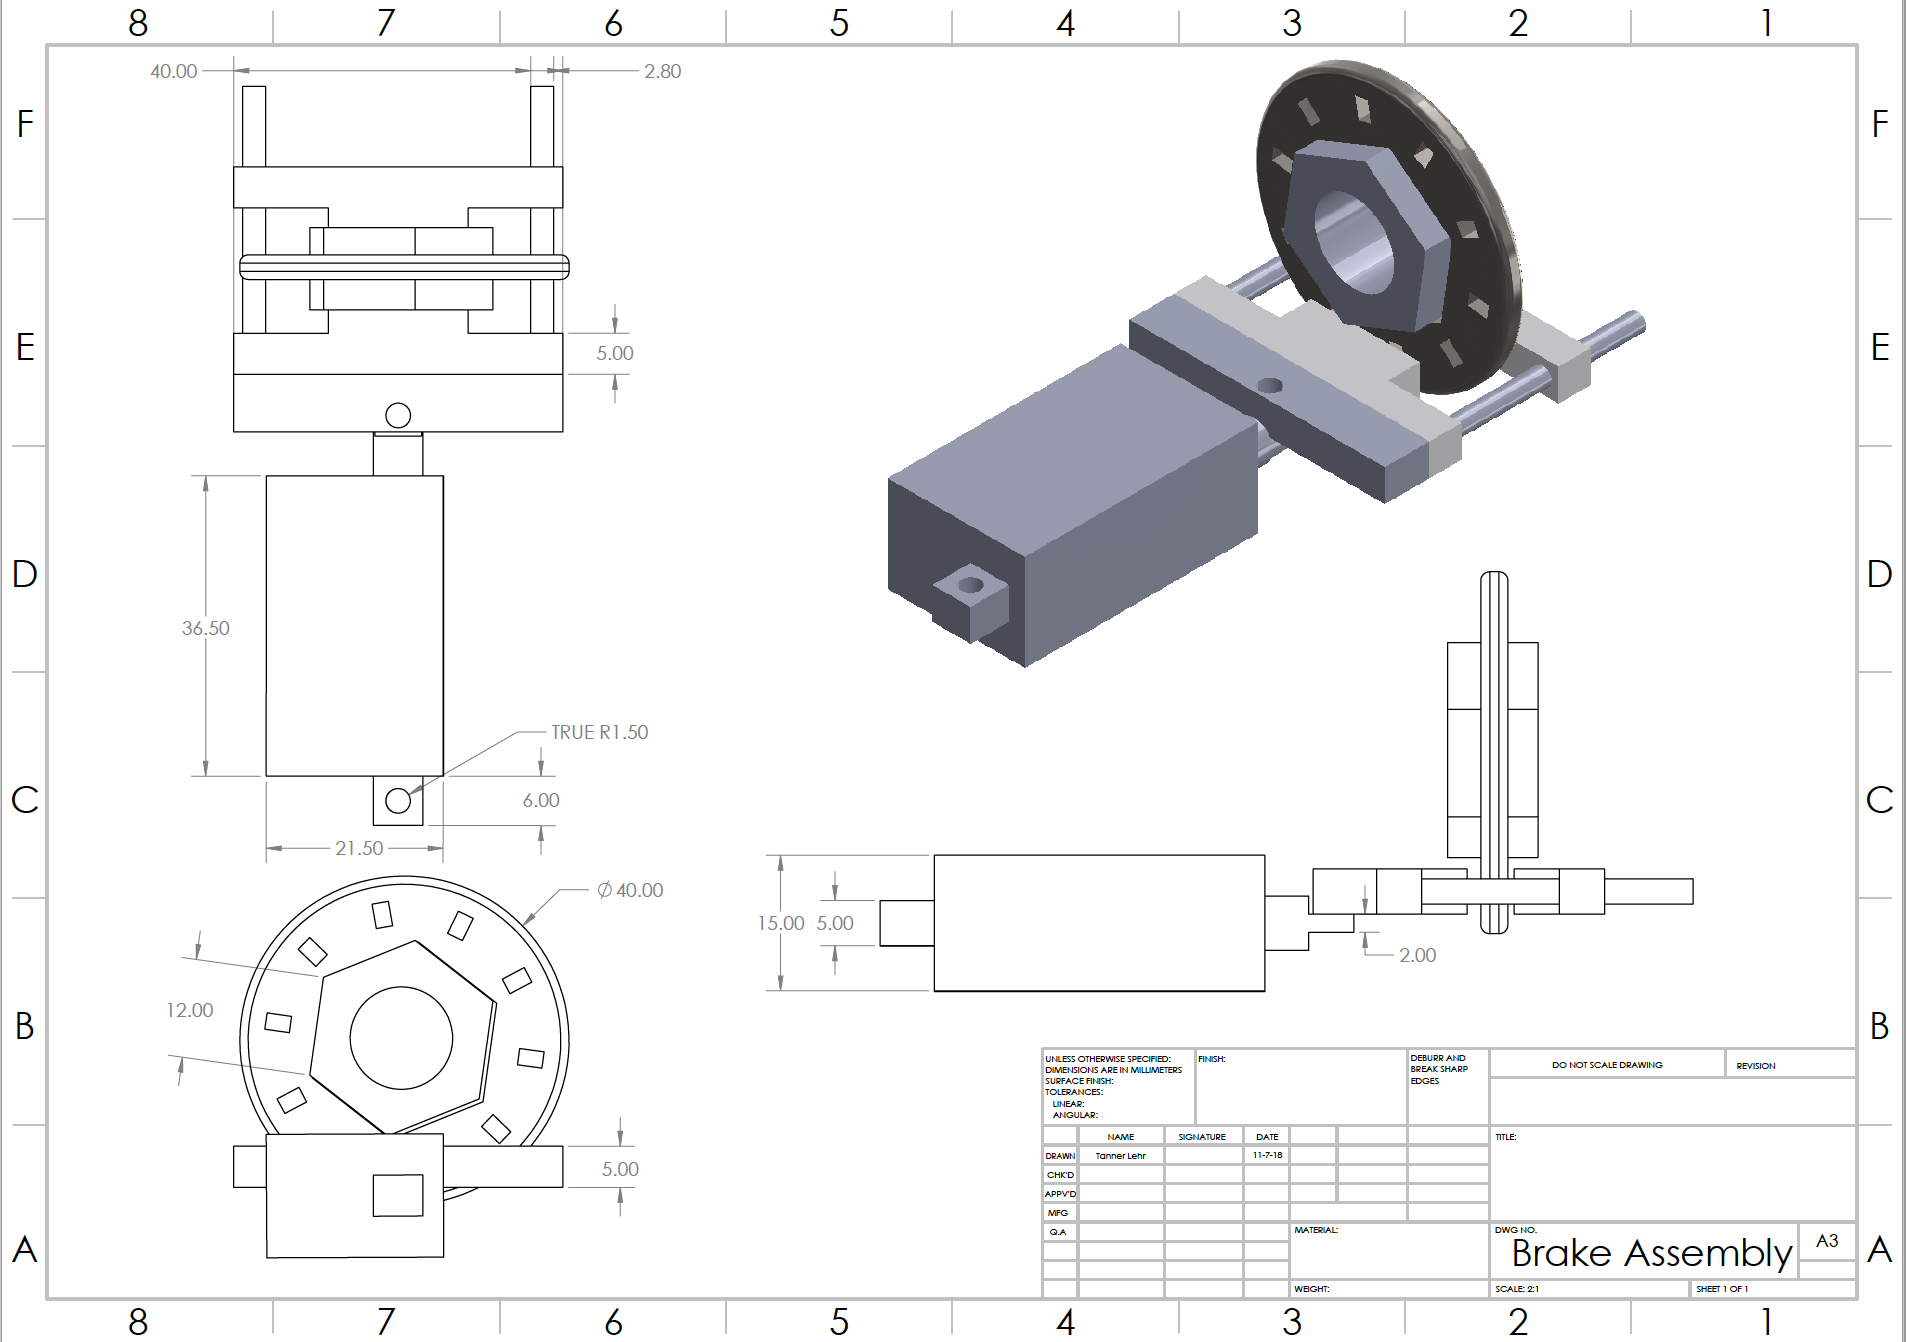 8 7 6 5 4 3 2 1
F F
E E
D D
C C
B B
A A
40.00
2.80
5.00
36.50
TRUE R1.50
6.00
21.50
∅ 40.00
12.00
5.00
15.00
5.00
2.00
UNLESS OTHERWISE SPECIFIED:
DIMENSIONS ARE IN MILLIMETERS
SURFACE FINISH:
TOLERANCES:
LINEAR:
ANGULAR:
FINISH:
DEBURR AND
BREAK SHARP
EDGES
DO NOT SCALE DRAWING
REVISION
NAME SIGNATURE DATE
DRAWN Tanner Lehr 11-7-18
CHK'D
APPV'D
MFG
Q.A
TITLE:
MATERIAL:
DWG NO.
Brake Assembly
A3
WEIGHT:
SCALE: 2:1
SHEET 1 OF 1
8 7 6 5 4 3 2 1